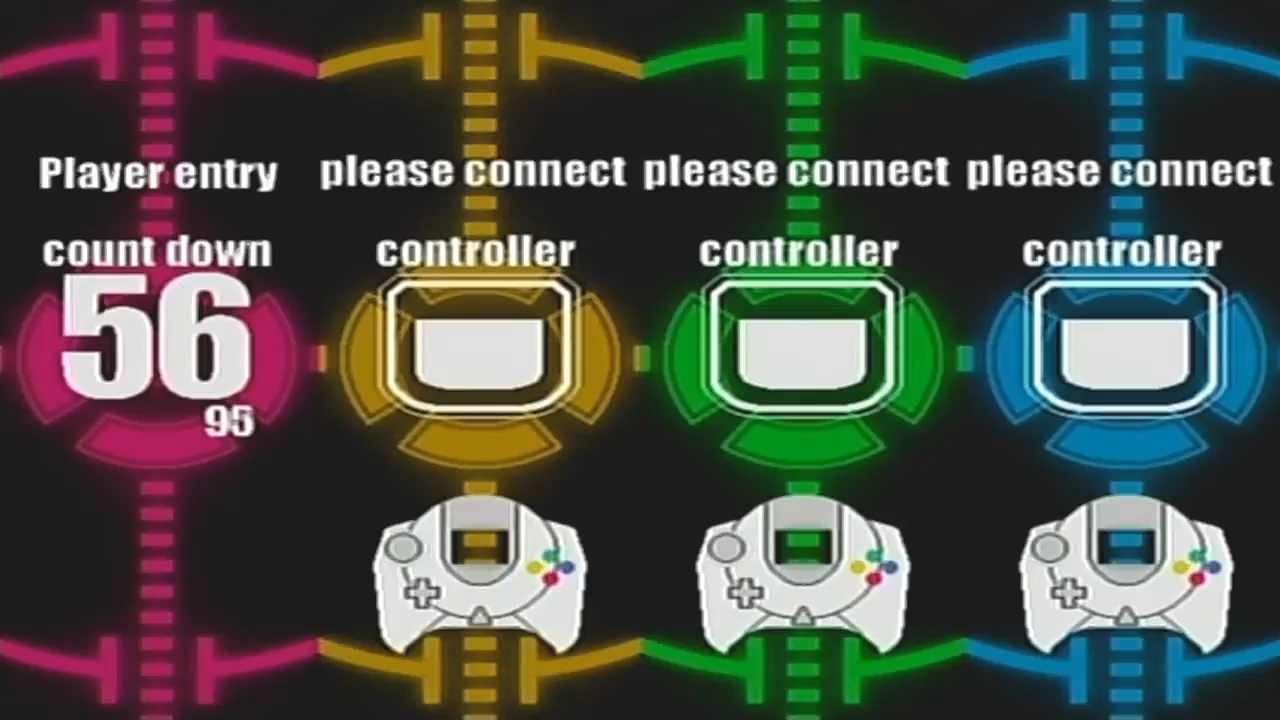 Player entry
count down
56
95
please connect
controller
please connect
controller
please connect
controller